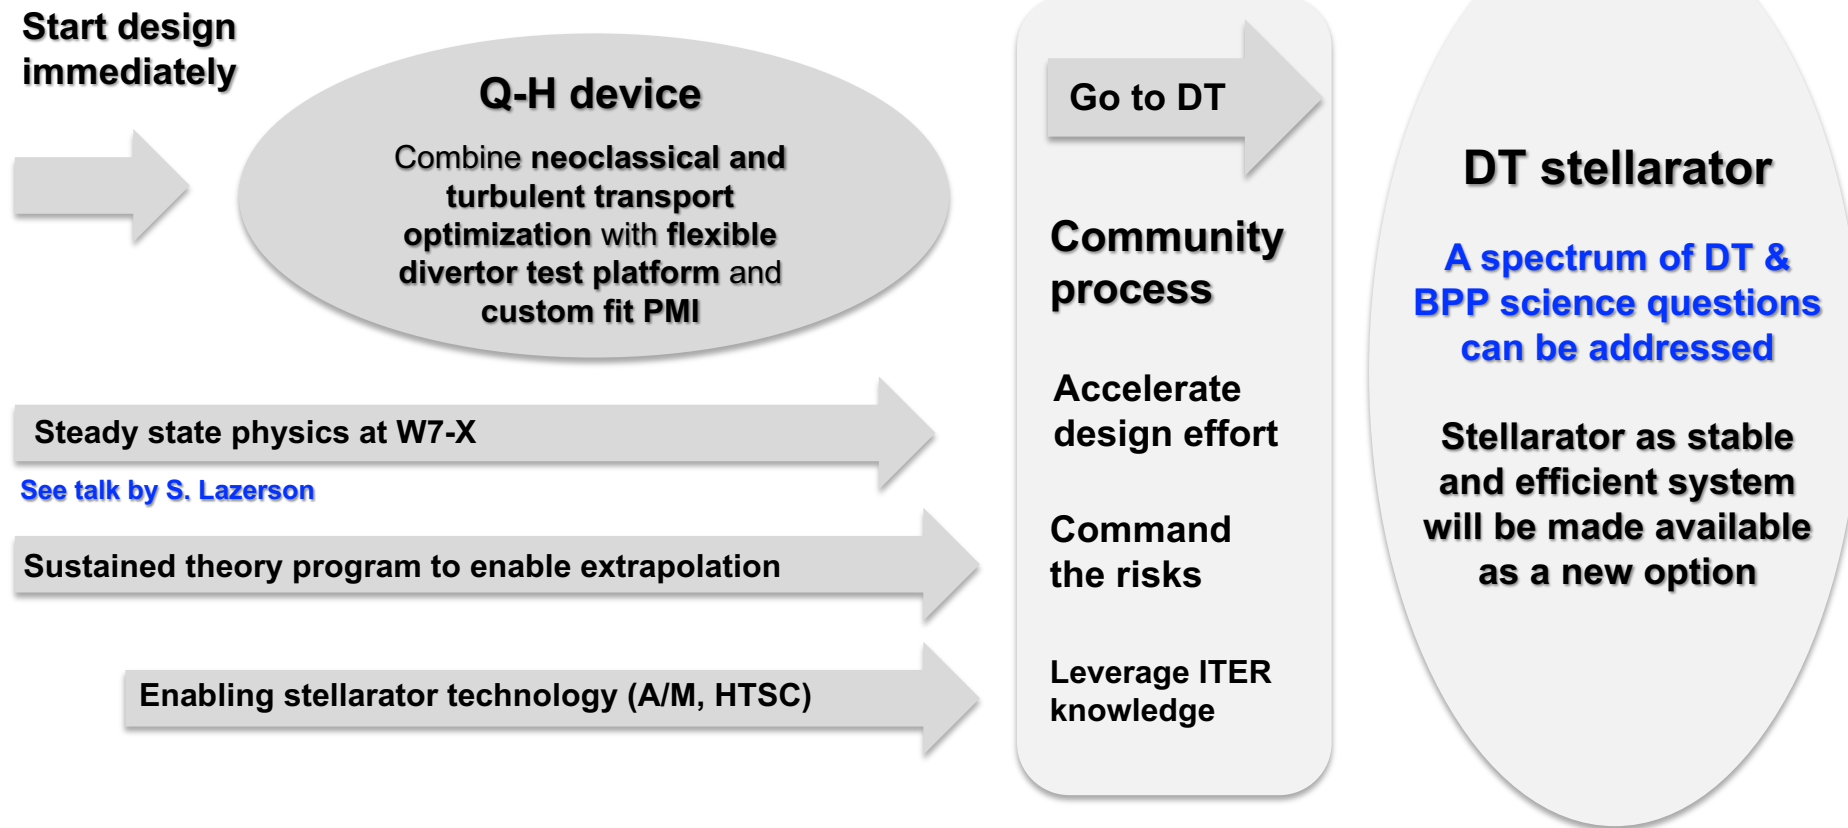 Start design
immediately
Q-H device
Combine neoclassical and
turbulent transport
optimization with flexible
divertor test platform and
custom fit PMI
Steady state physics at W7-X
See talk by S. Lazerson
Sustained theory program to enable extrapolation
Enabling stellarator technology (A/M, HTSC)
Go to DT
Community
process
Accelerate
design effort
Command
the risks
Leverage ITER
knowledge
DT stellarator
A spectrum of DT &
BPP science questions
can be addressed
Stellarator as stable
and efficient system
will be made available
as a new option